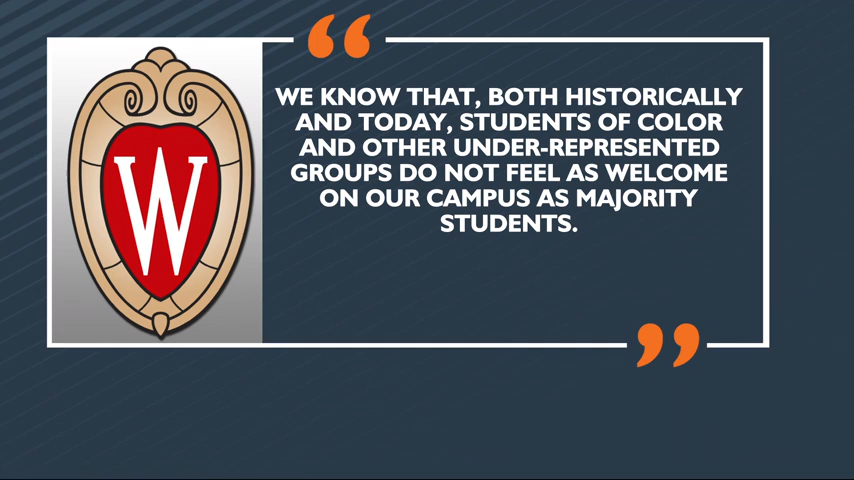 W
“
WE KNOW THAT, BOTH HISTORICALLY
AND TODAY, STUDENTS OF COLOR
AND OTHER UNDER-REPRESENTED
GROUPS DO NOT FEEL AS WELCOME
ON OUR CAMPUS AS MAJORITY
STUDENTS.
”